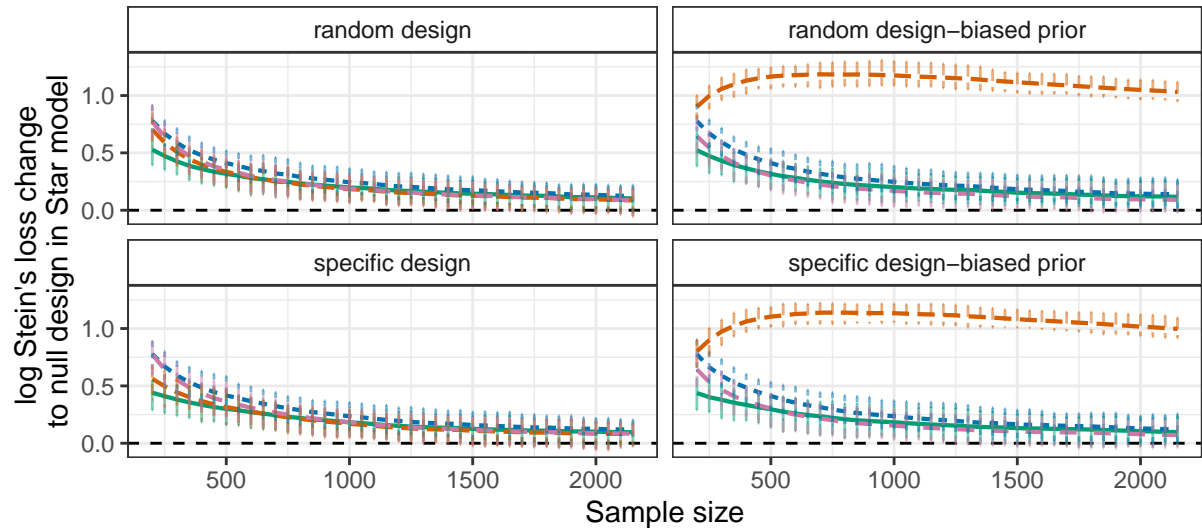 random design
random design−biased prior
1.0
0.5
0.0
specific design
specific design−biased prior
1.0
0.5
0.0
500
1000
1500
2000
500
1000
1500
2000
Sample size
log Stein's loss change
to null design in Star model